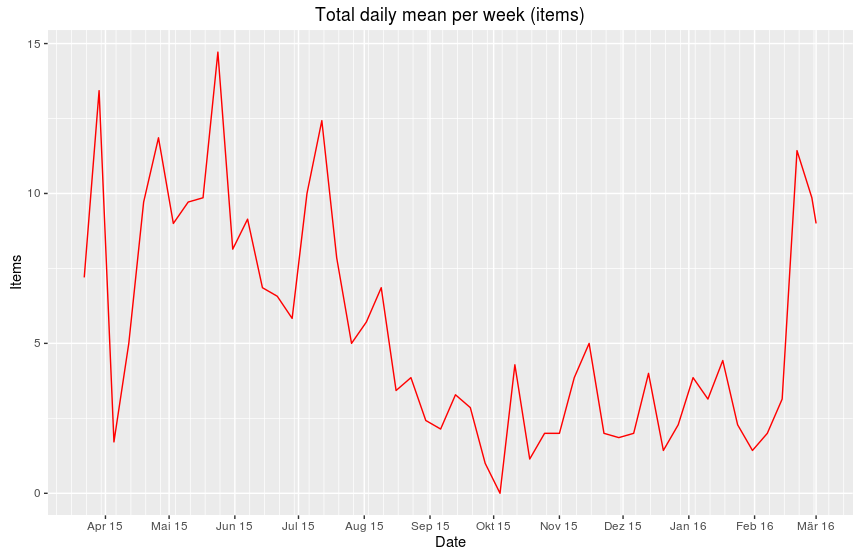 Total daily mean per week (items)
15
10
5
0
Items
Apr 15 Mai 15 Jun 15 Jul 15 Aug 15 Sep 15 Okt 15 Nov 15 Dez 15 Jan 16 Feb 16 Mär 16
Date